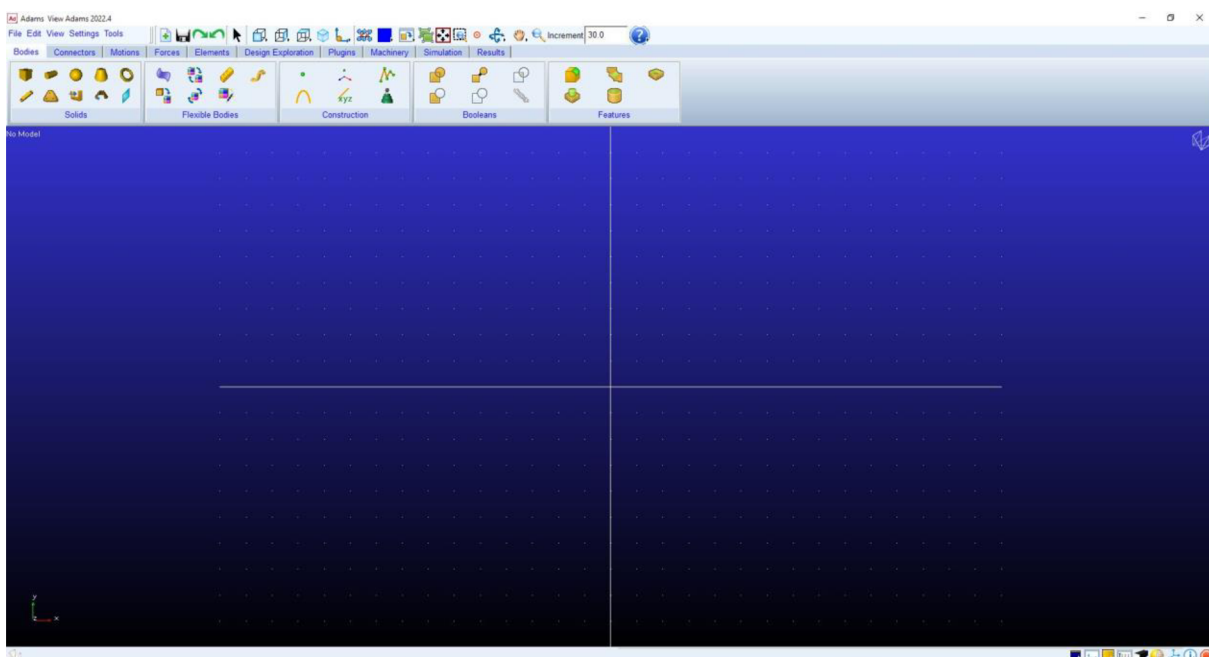 Ad Adams View Adams 2022.4
File Edit View Settings Tools
Increment 30.0
Bodies Connectors Motions Forces Elements Design Exploration Plugins Machinery Simulation Results
xyz
Solids Flexible Bodies Construction Booleans Features
No Model
y
z x